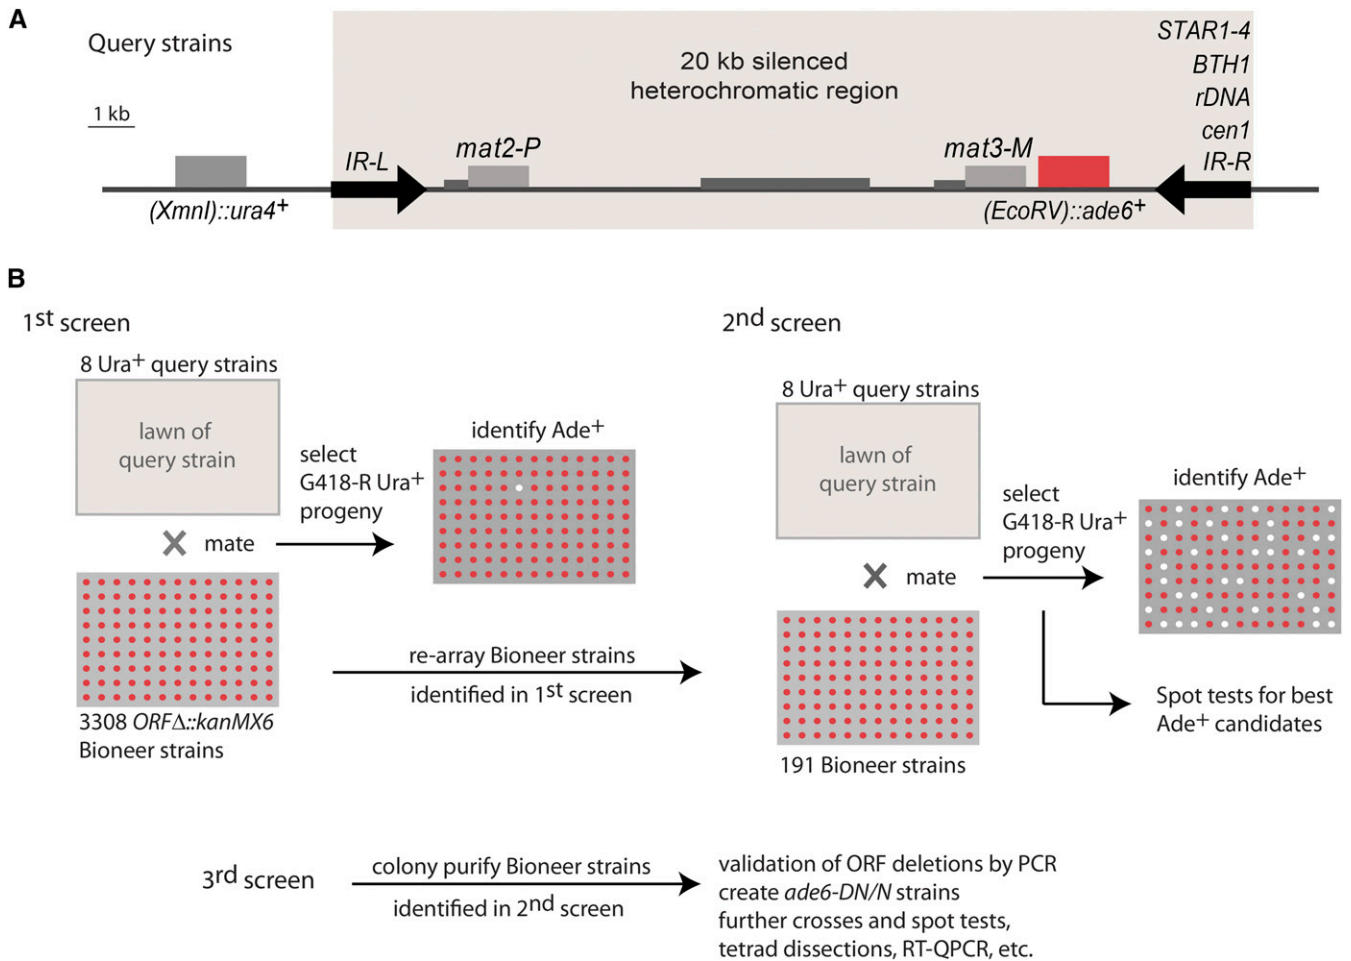 A
Query strains
1 kb
20 kb silenced
heterochromatic region
STAR1-4
BTH1
rDNA
cen1
IR-R
IR-L
mat2-P
mat3-M
(XmnI)::ura4+
(EcoRV)::ade6+
B
1st screen
8 Ura+ query strains
lawn of
query strain
mate
3308 ORFΔ::kanMX6
Bioneer strains
select
G418-R Ura+
progeny
identify Ade+
re-array Bioneer strains
identified in 1st screen
2nd screen
8 Ura+ query strains
lawn of
query strain
mate
191 Bioneer strains
select
G418-R Ura+
progeny
identify Ade+
Spot tests for best
Ade+ candidates
3rd screen
colony purify Bioneer strains
identified in 2nd screen
validation of ORF deletions by PCR
create ade6-DN/N strains
further crosses and spot tests,
tetrad dissections, RT-QPCR, etc.